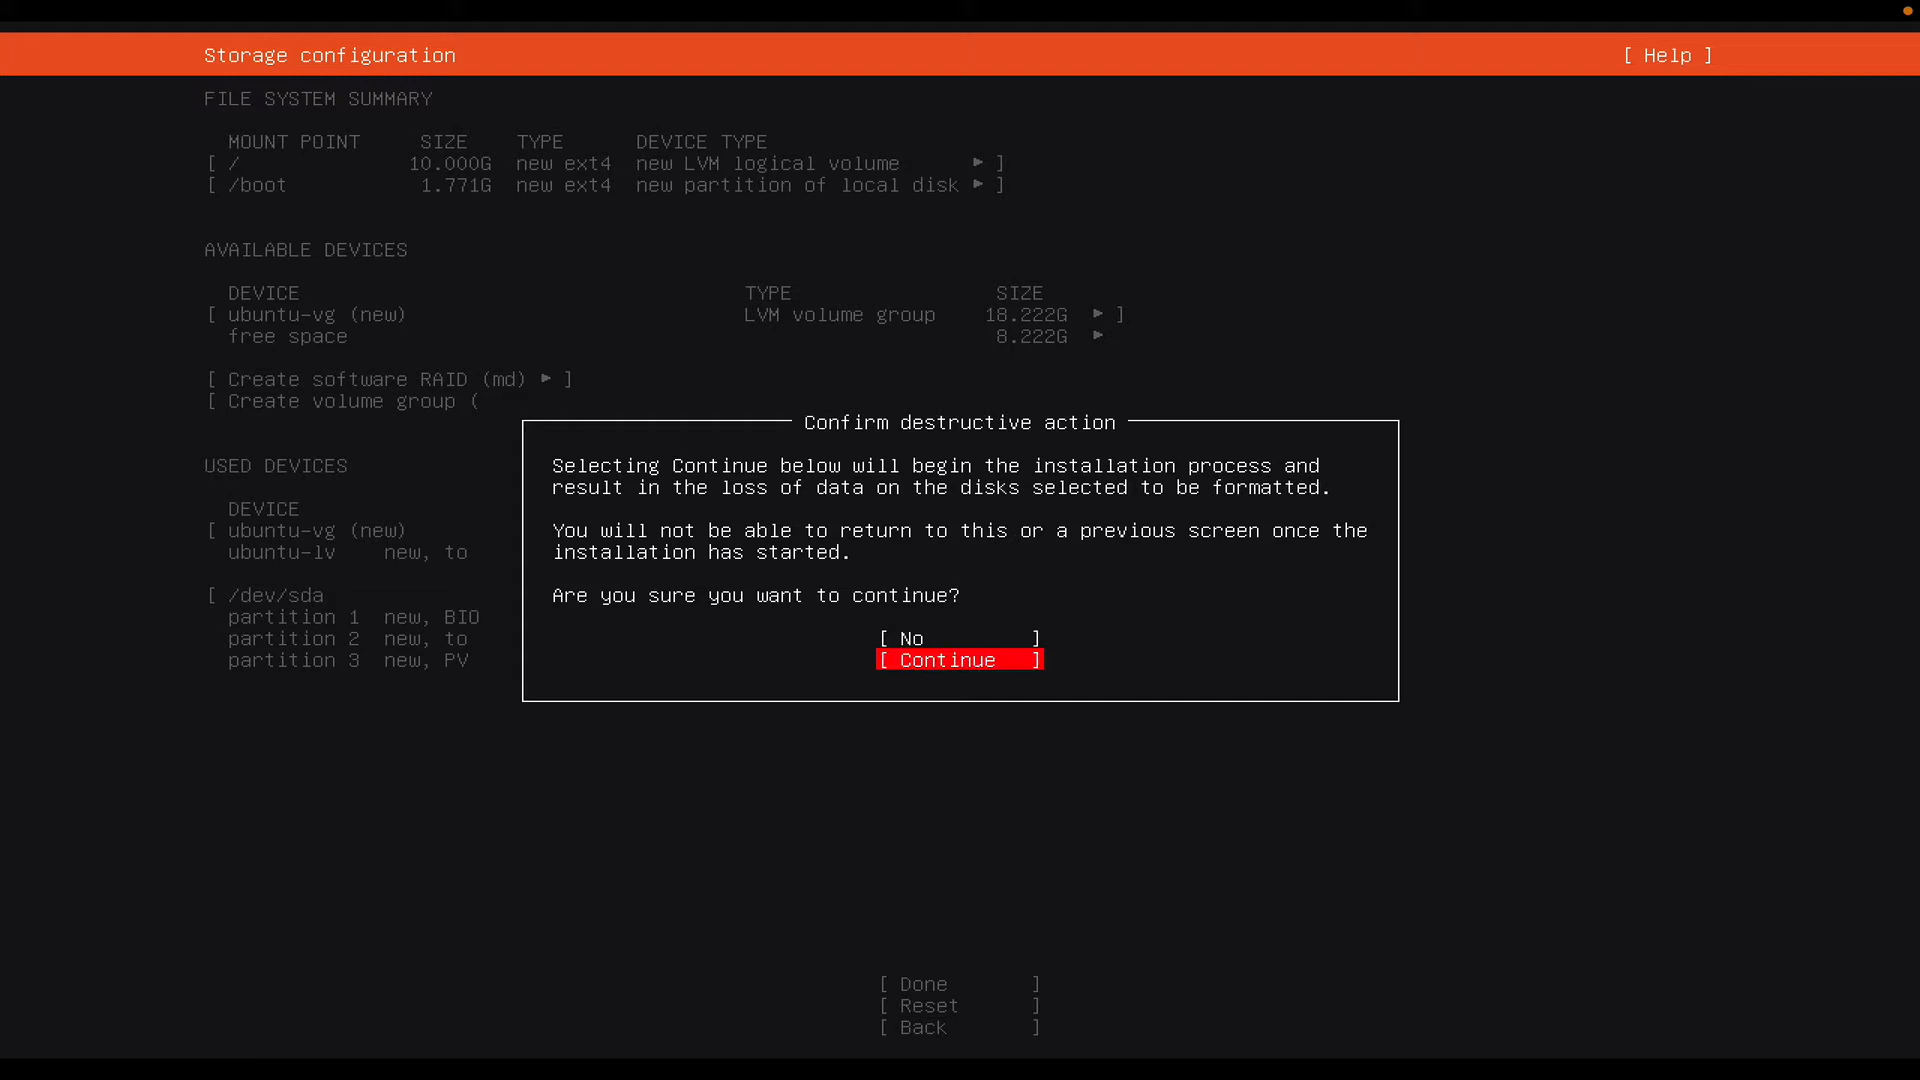 Storage configuration [ Help ]
FILE SYSTEM SUMMARY
MOUNT POINT SIZE TYPE DEVICE TYPE
[ / 10.000G new ext4 new LVM logical volume ▸ ]
[ /boot 1.771G new ext4 new partition of local disk ▸ ]
AVAILABLE DEVICES
DEVICE TYPE SIZE
[ ubuntu-vg (new) LVM volume group 18.222G ▸ ]
free space 8.222G ▸
[ Create software RAID (md) ▸ ]
[ Create volume group (
USED DEVICES
DEVICE
[ ubuntu-vg (new)
ubuntu-lv new, to
[ /dev/sda
partition 1 new, BIO
partition 2 new, to
partition 3 new, PV
Confirm destructive action
Selecting Continue below will begin the installation process and
result in the loss of data on the disks selected to be formatted.
You will not be able to return to this or a previous screen once the
installation has started.
Are you sure you want to continue?
[ No ]
[ Continue ]
[ Done ]
[ Reset ]
[ Back ]